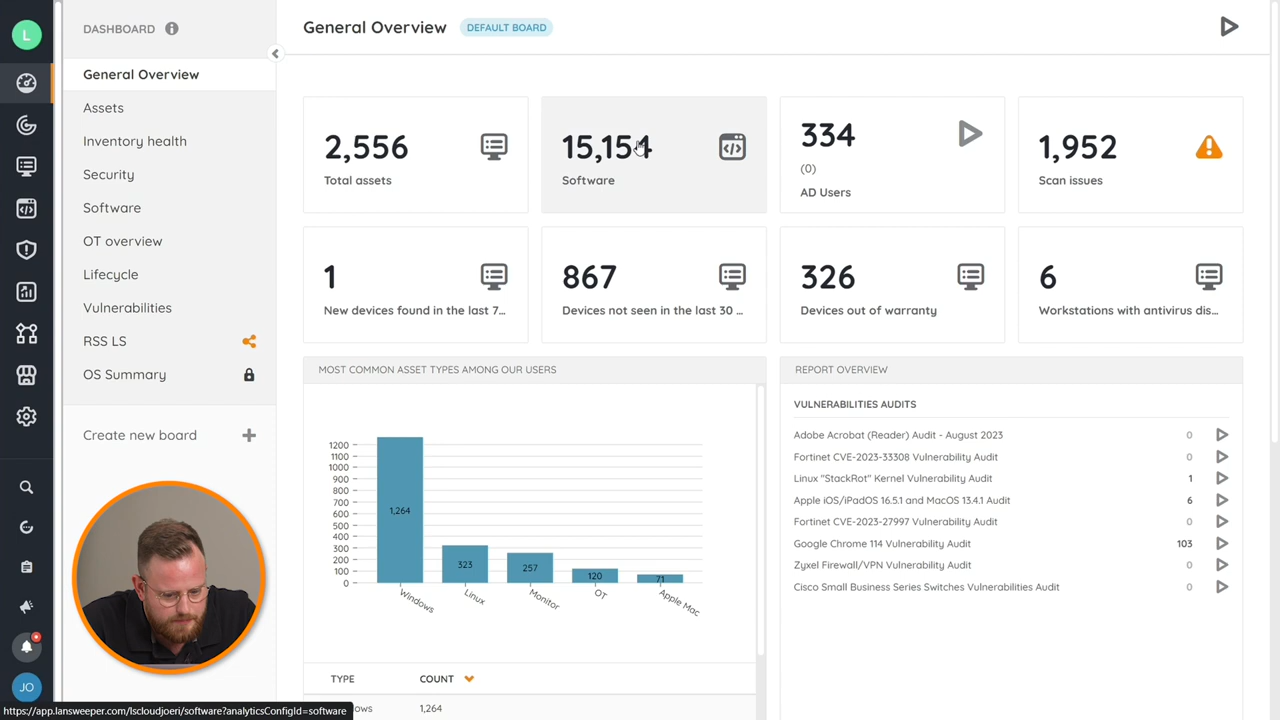 L
DASHBOARD
General Overview
Assets
Inventory health
Security
Software
OT overview
Lifecycle
Vulnerabilities
RSS LS
OS Summary
Create new board
JO
General Overview DEFAULT BOARD
2,556
Total assets
15,154
Software
334
(0)
AD Users
1,952
Scan issues
1
New devices found in the last 7...
867
Devices not seen in the last 30 ...
326
Devices out of warranty
6
Workstations with antivirus dis...
MOST COMMON ASSET TYPES AMONG OUR USERS
1200
1100
1000
900
800
700
600
500
400
300
200
100
0
1,264
323
257
120
71
Windows
Linux
Monitor
OT
Apple Mac
TYPE COUNT
ows 1,264
REPORT OVERVIEW
VULNERABILITIES AUDITS
Adobe Acrobat (Reader) Audit - August 2023 0
Fortinet CVE-2023-33308 Vulnerability Audit 0
Linux "StackRot" Kernel Vulnerability Audit 1
Apple iOS/iPadOS 16.5.1 and MacOS 13.4.1 Audit 6
Fortinet CVE-2023-27997 Vulnerability Audit 0
Google Chrome 114 Vulnerability Audit 103
Zyxel Firewall/VPN Vulnerability Audit 0
Cisco Small Business Series Switches Vulnerabilities Audit 0
https://app.lansweeper.com/lscloudjoeri/software?analyticsConfigId=software